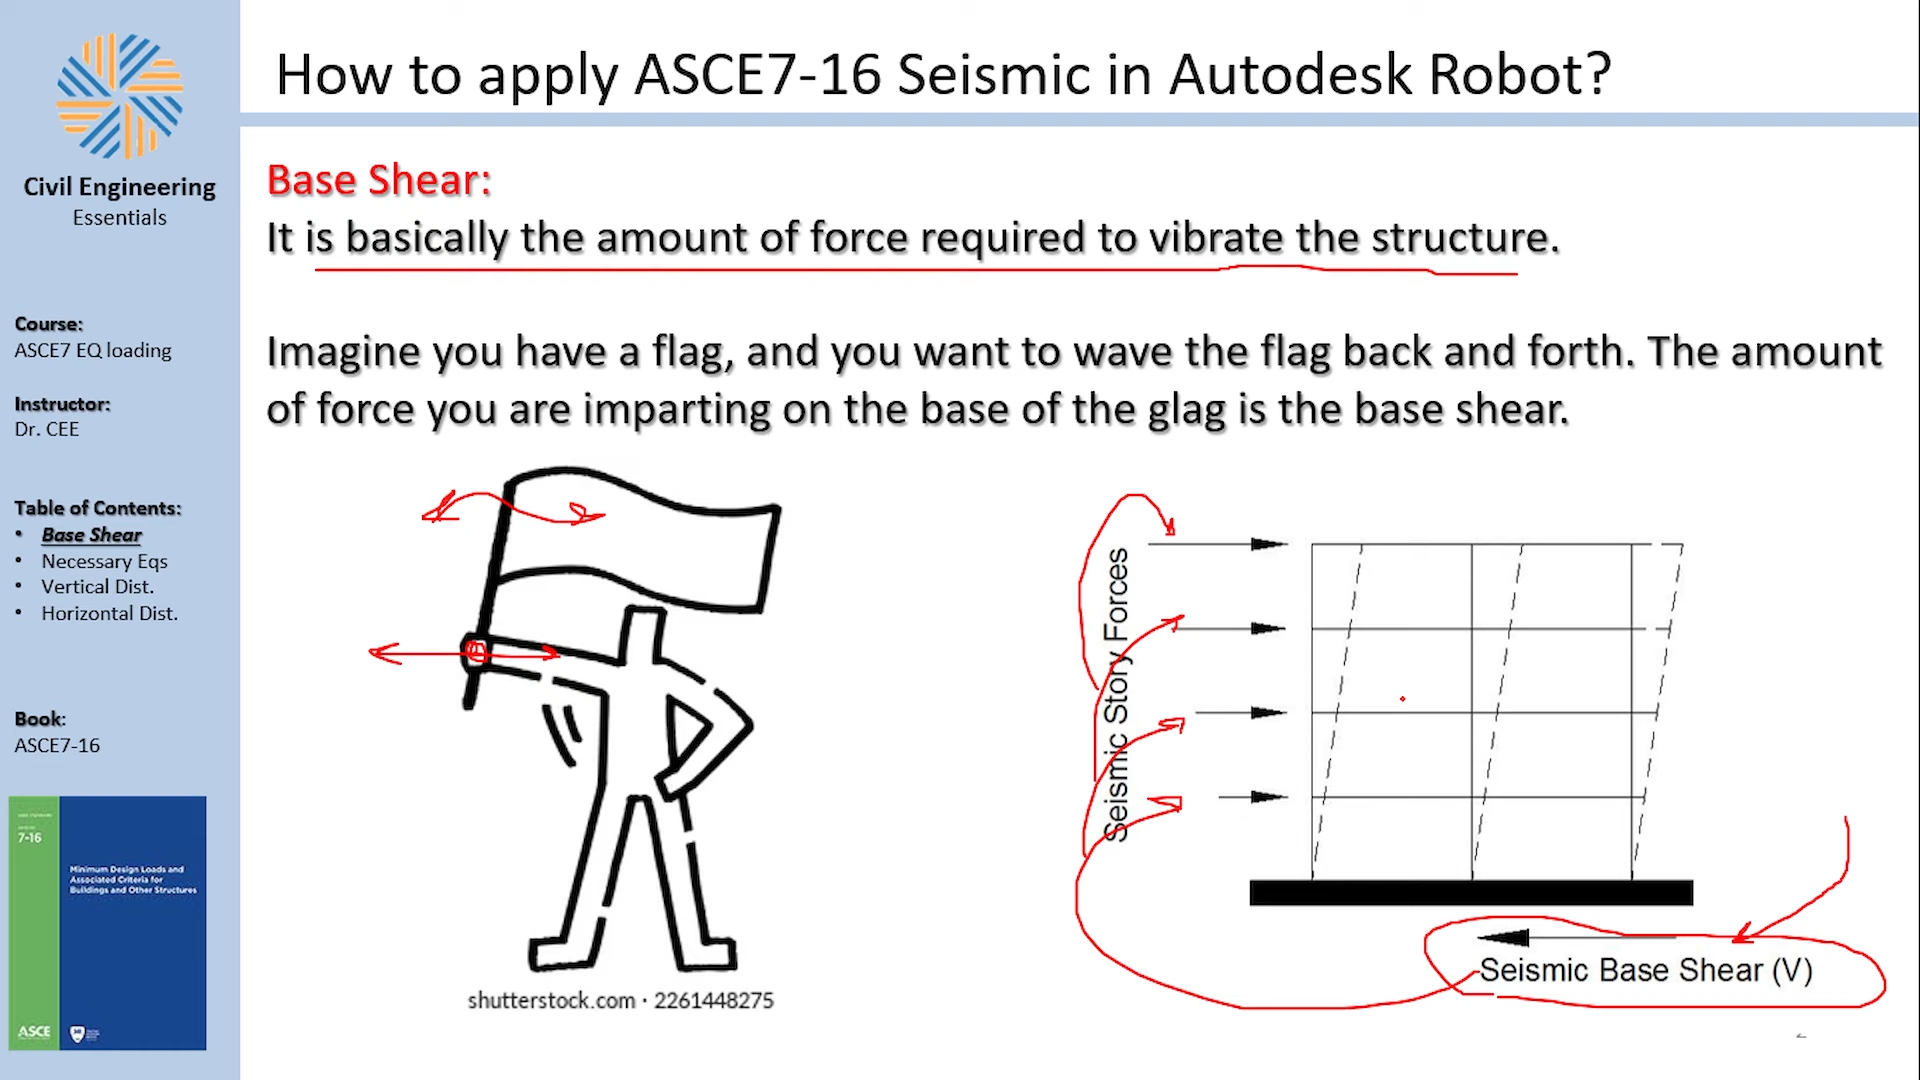 How to apply ASCE7-16 Seismic in Autodesk Robot?
Civil Engineering
Essentials
Course:
ASCE7 EQ loading
Instructor:
Dr. CEE
Table of Contents:
• Base Shear
• Necessary Eqs
• Vertical Dist.
• Horizontal Dist.
Book:
ASCE7-16
7-16
Minimum Design Loads and
Associated Criteria for
Buildings and Other Structures
ASCE
Base Shear:
It is basically the amount of force required to vibrate the structure.
Imagine you have a flag, and you want to wave the flag back and forth. The amount
of force you are imparting on the base of the glag is the base shear.
shutterstock.com · 2261448275
Seismic Story Forces
Seismic Base Shear (V)